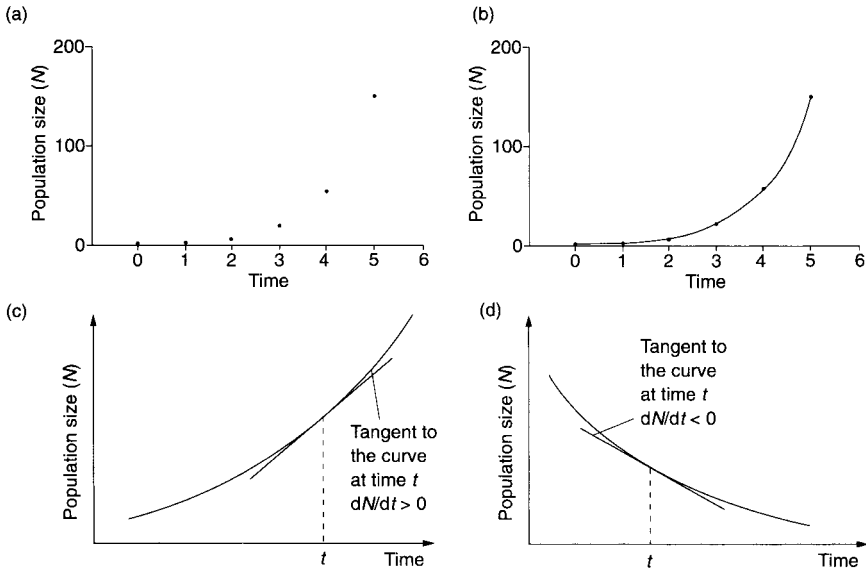 (a)
Population size (N)
200
100
0
0 1 2 3 4 5 6
Time
(b)
Population size (N)
200
100
0
0 1 2 3 4 5 6
Time
(c)
Population size (N)
Tangent to
the curve
at time t
dN/dt > 0
t
Time
(d)
Population size (N)
Tangent to
the curve
at time t
dN/dt < 0
t
Time